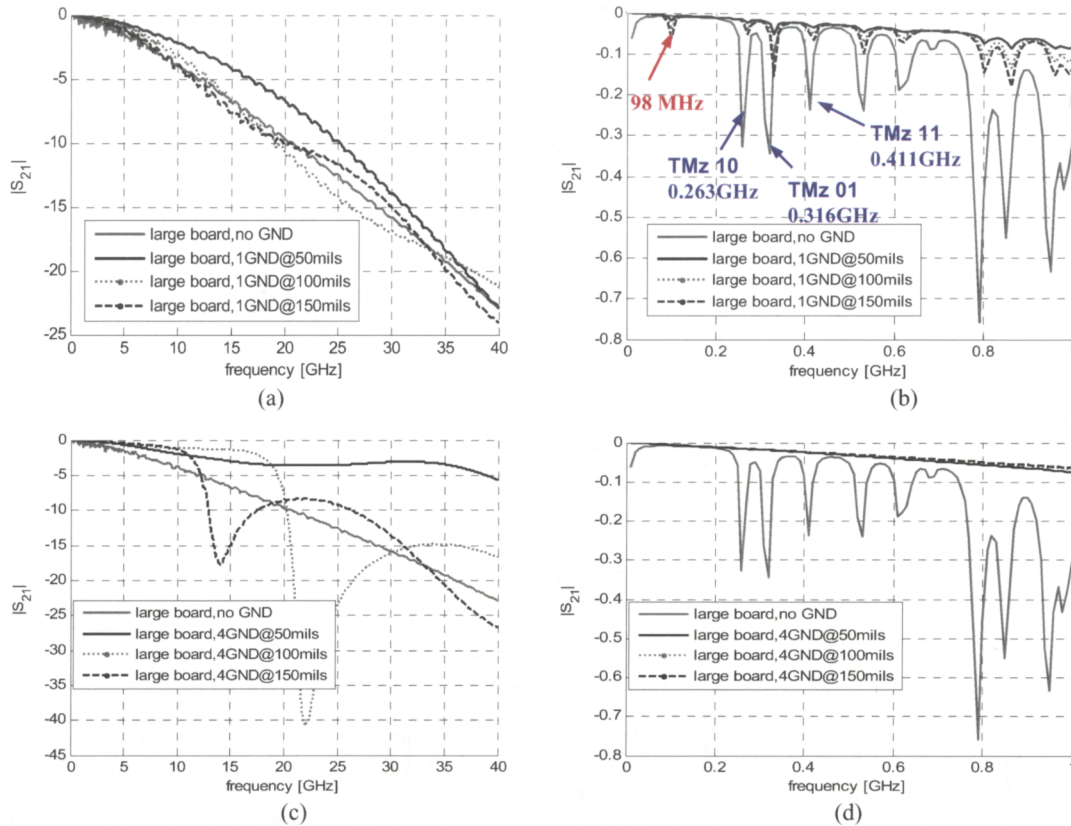 0
-5
-10
-15
-20
-25
|S21|
large board,no GND
large board,1GND@50mils
large board,1GND@100mils
large board,1GND@150mils
0 5 10 15 20 25 30 35 40
frequency [GHz]
(a)
0
-0.1
-0.2
-0.3
-0.4
-0.5
-0.6
-0.7
-0.8
|S21|
98 MHz
TMz 10
0.263GHz
TMz 01
0.316GHz
TMz 11
0.411GHz
large board,no GND
large board,1GND@50mils
large board,1GND@100mils
large board,1GND@150mils
0 0.2 0.4 0.6 0.8 1
frequency [GHz]
(b)
0
-5
-10
-15
-20
-25
-30
-35
-40
-45
|S21|
large board,no GND
large board,4GND@50mils
large board,4GND@100mils
large board,4GND@150mils
0 5 10 15 20 25 30 35 40
frequency [GHz]
(c)
0
-0.1
-0.2
-0.3
-0.4
-0.5
-0.6
-0.7
-0.8
|S21|
large board,no GND
large board,4GND@50mils
large board,4GND@100mils
large board,4GND@150mils
0 0.2 0.4 0.6 0.8 1
frequency [GHz]
(d)